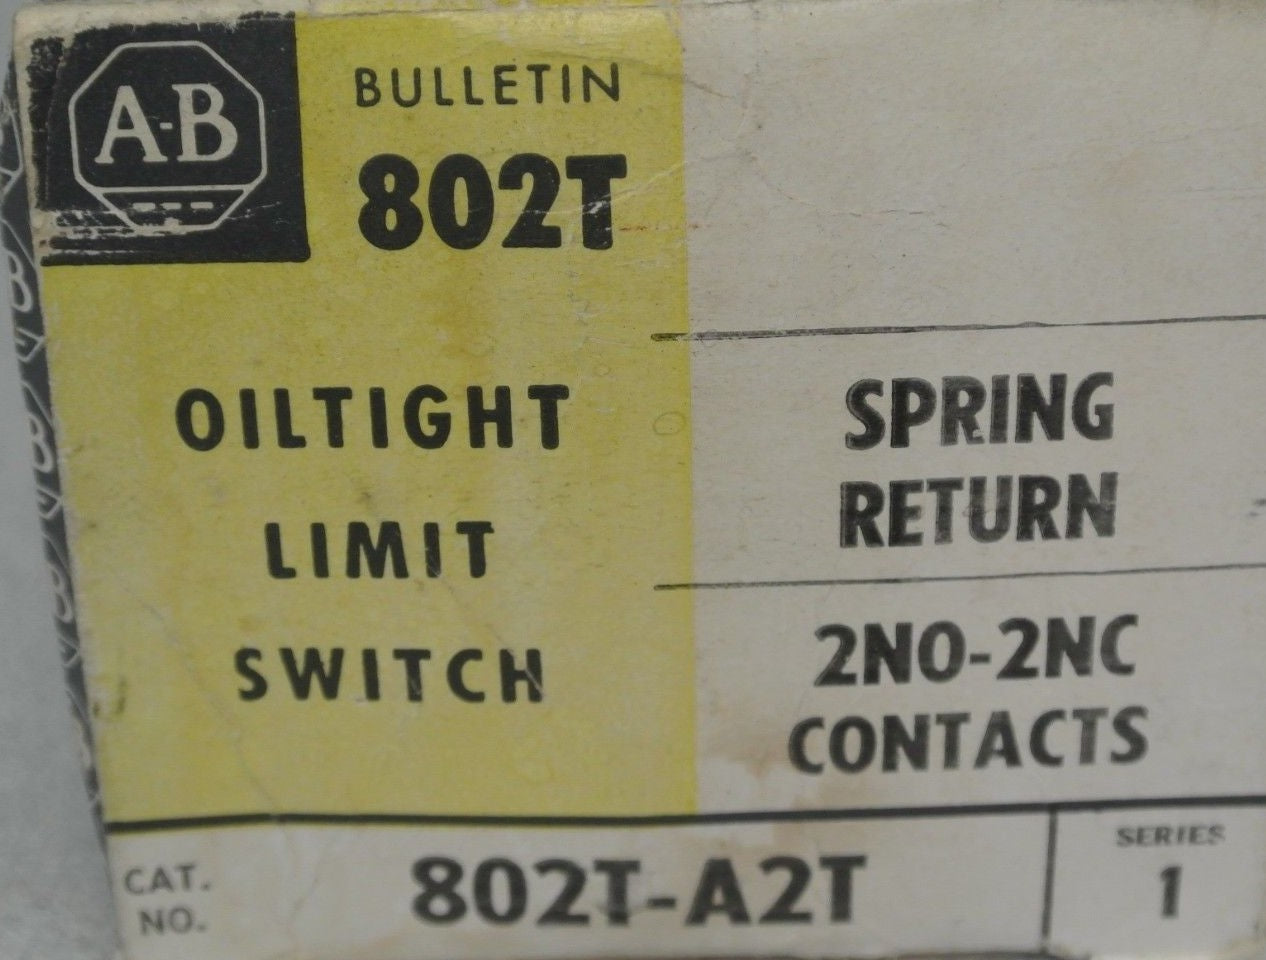 A-B
BULLETIN
802T
OILTIGHT
LIMIT
SWITCH
SPRING
RETURN
2NO-2NC
CONTACTS
CAT.
NO.
802T-A2T
SERIES
1